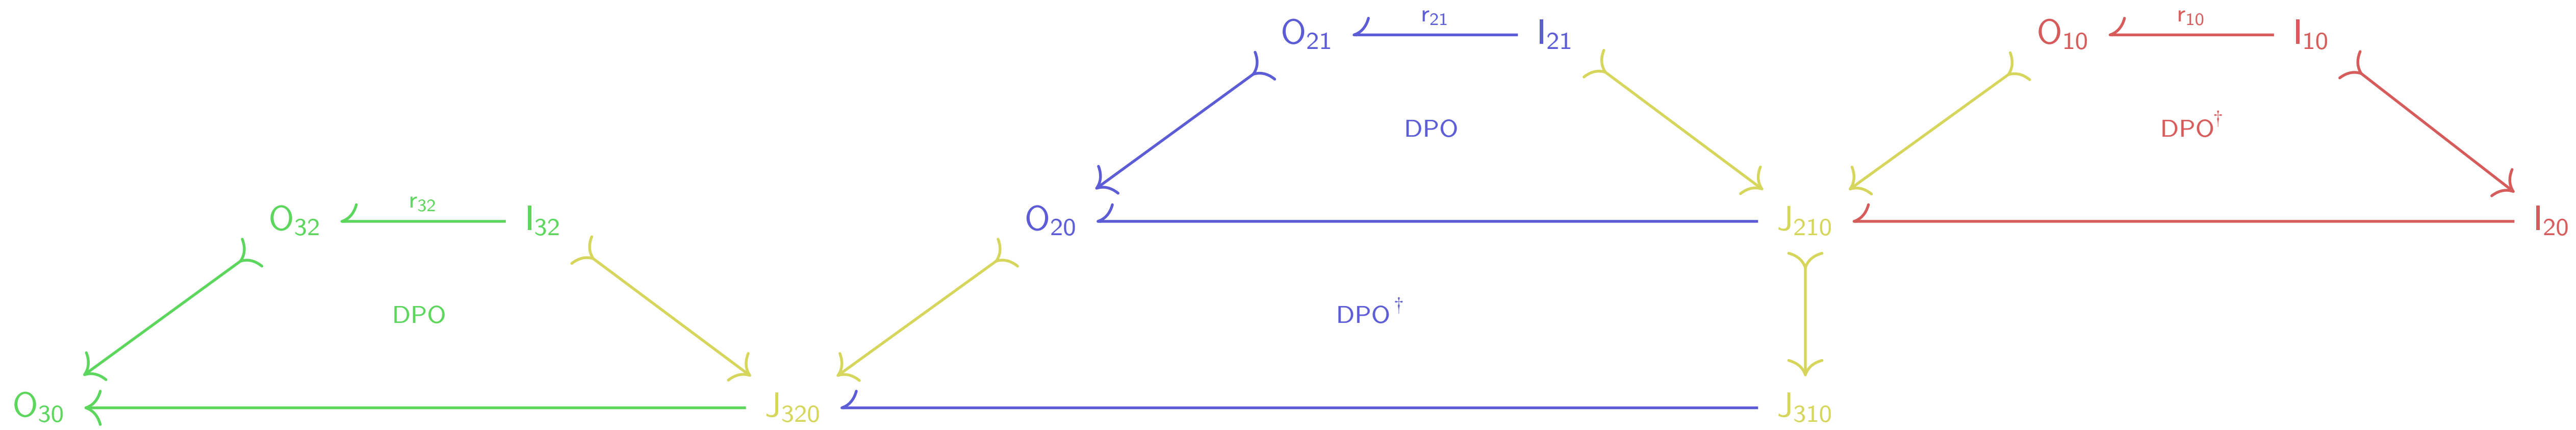 O₂₁ r₂₁ I₂₁ O₁₀ r₁₀ I₁₀
DPO DPO†
O₃₂ r₃₂ I₃₂ O₂₀ J₂₁₀ I₂₀
DPO DPO†
O₃₀ J₃₂₀ J₃₁₀